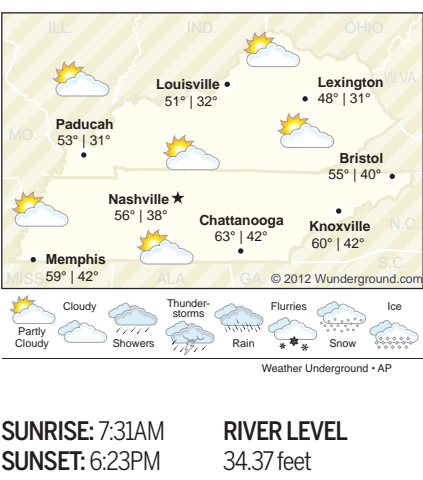 ILL.
IND.
OHIO
Louisville
51° | 32°
Lexington
48° | 31°
W.VA.
Paducah
53° | 31°
MO.
Bristol
55° | 40°
Nashville
56° | 38°
Chattanooga
63° | 42°
Knoxville
60° | 42°
N.C.
Memphis
59° | 42°
S.C.
MISS.
ALA.
GA.
© 2012 Wunderground.com
Partly
Cloudy
Cloudy
Showers
Thunder-
storms
Rain
Flurries
Snow
Ice
Weather Underground • AP
SUNRISE: 7:31AM
SUNSET: 6:23PM
RIVER LEVEL
34.37 feet